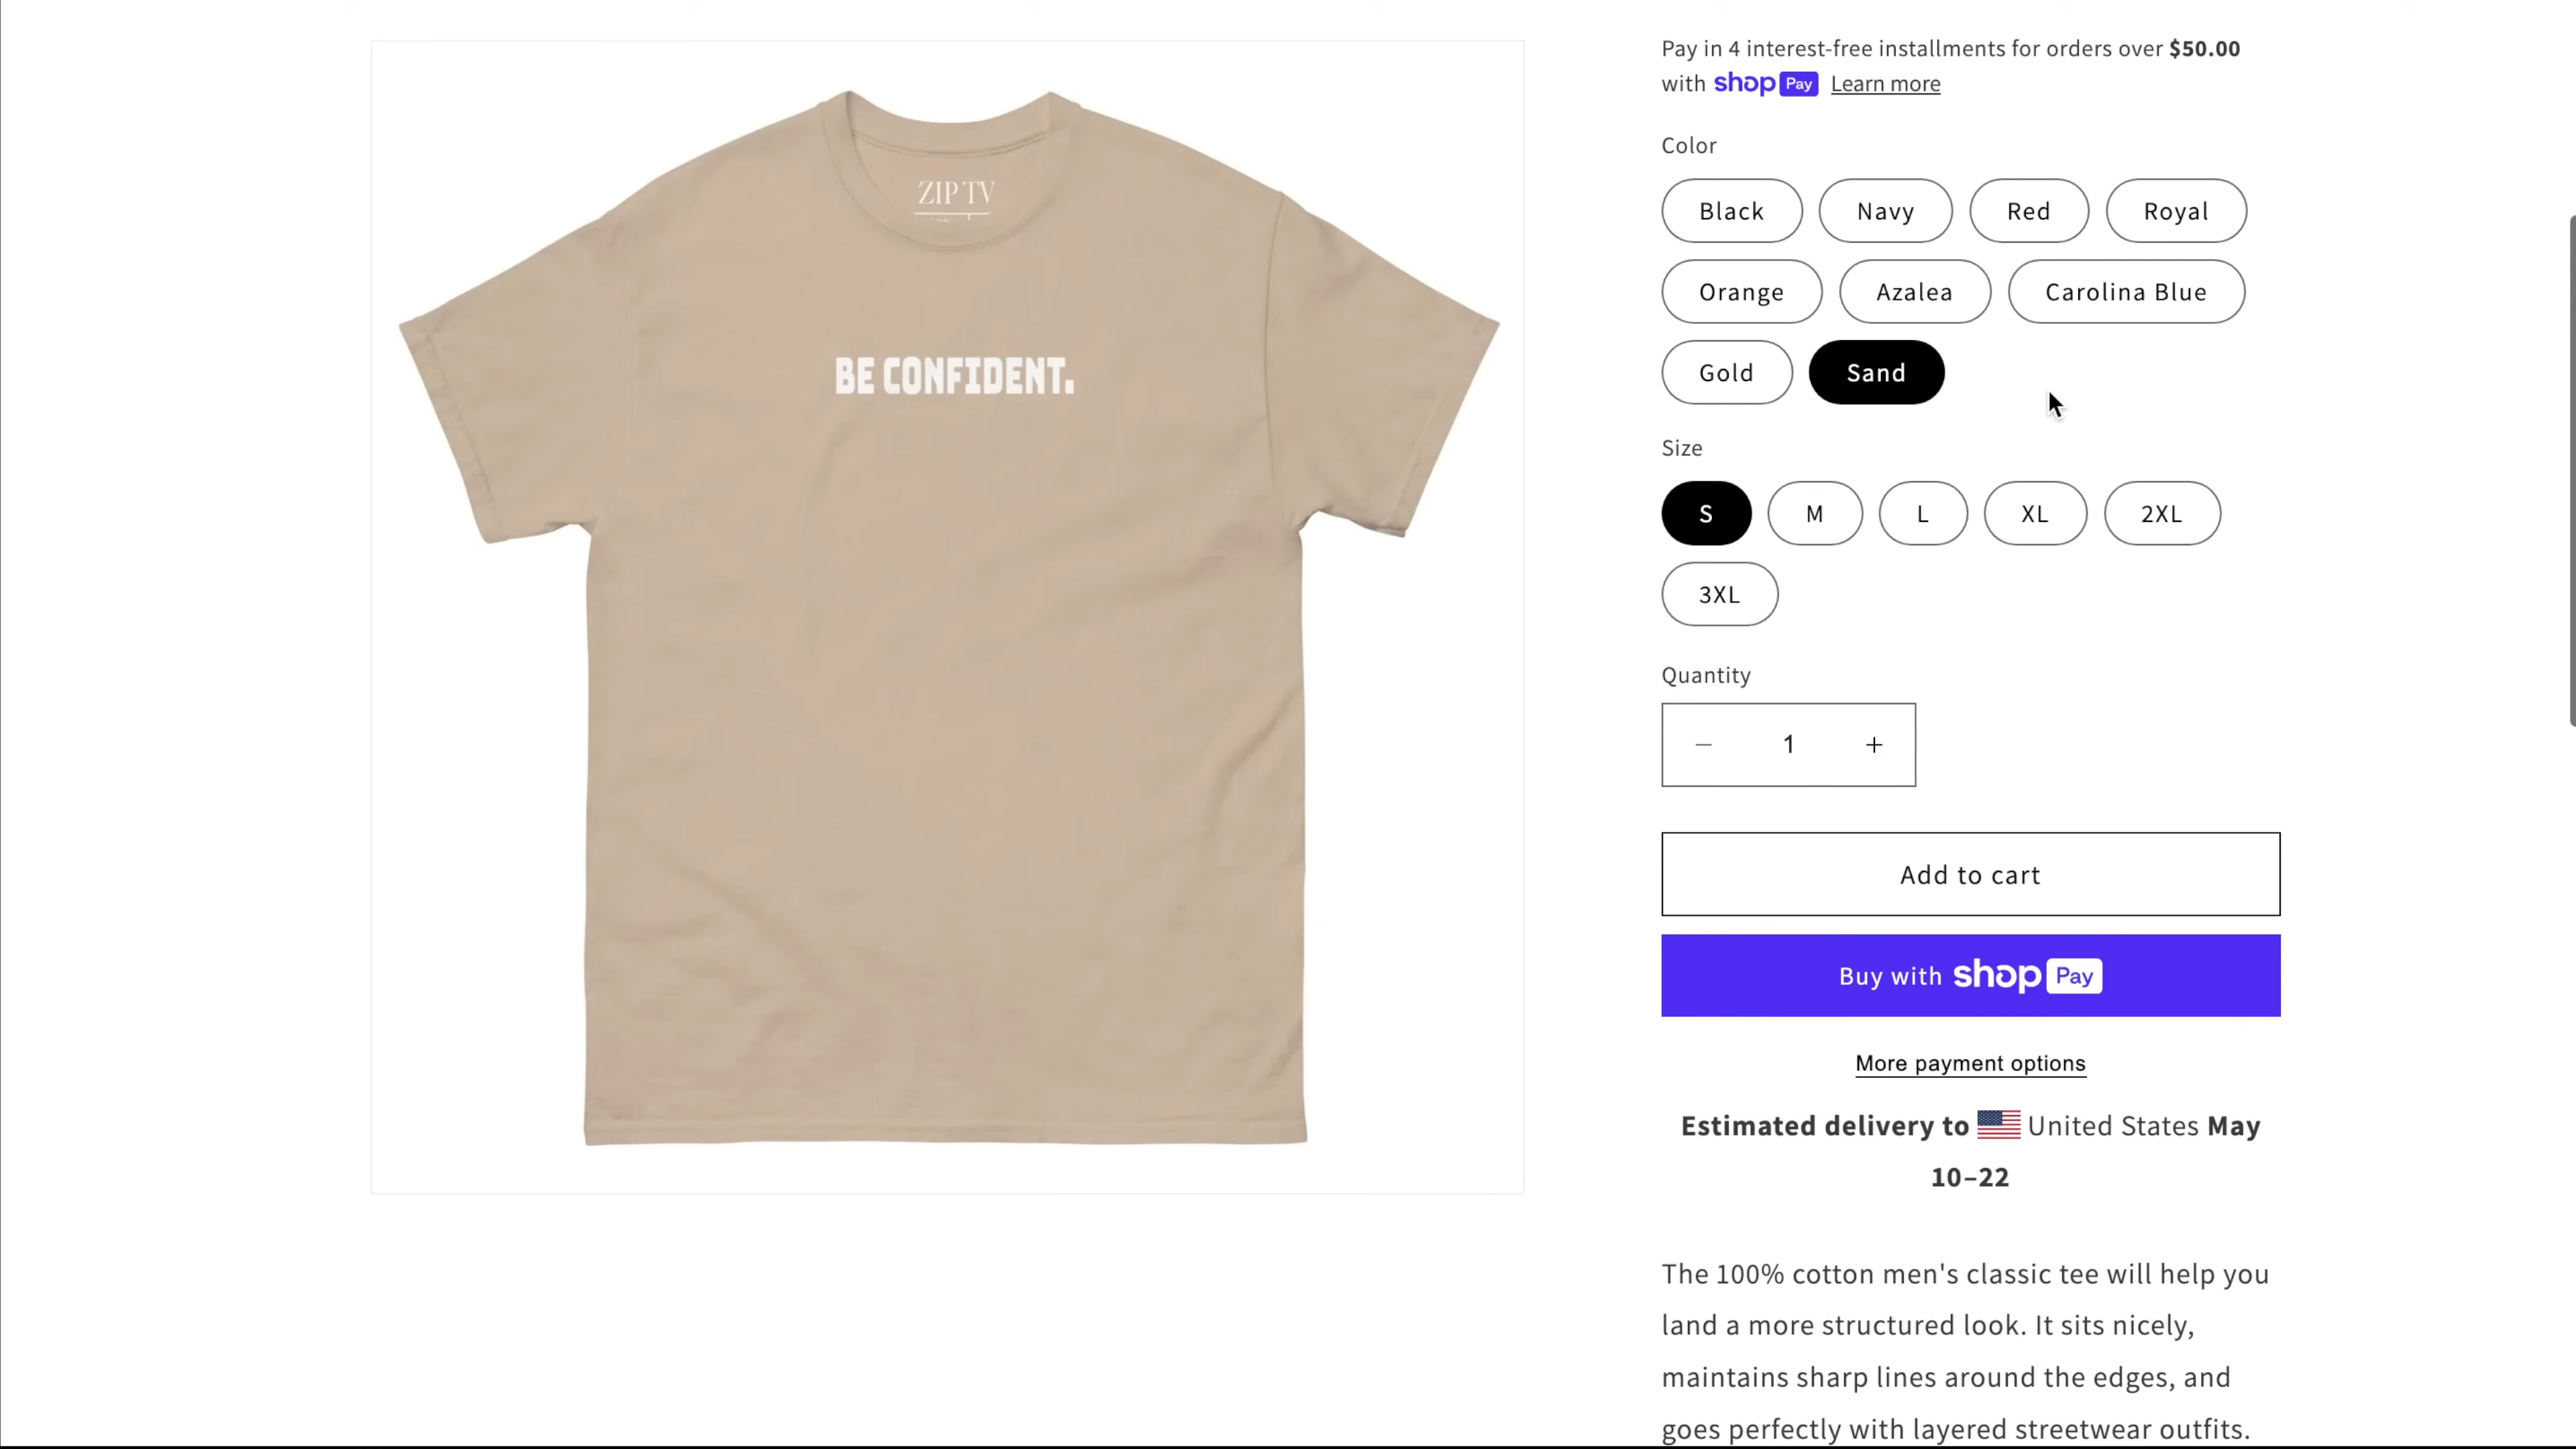 ZIP TV
BE CONFIDENT.
Pay in 4 interest-free installments for orders over $50.00
with shop Pay Learn more
Color
Black Navy Red Royal
Orange Azalea Carolina Blue
Gold Sand
Size
S M L XL 2XL
3XL
Quantity
− 1 +
Add to cart
Buy with shop Pay
More payment options
Estimated delivery to United States May
10–22
The 100% cotton men's classic tee will help you
land a more structured look. It sits nicely,
maintains sharp lines around the edges, and
goes perfectly with layered streetwear outfits.